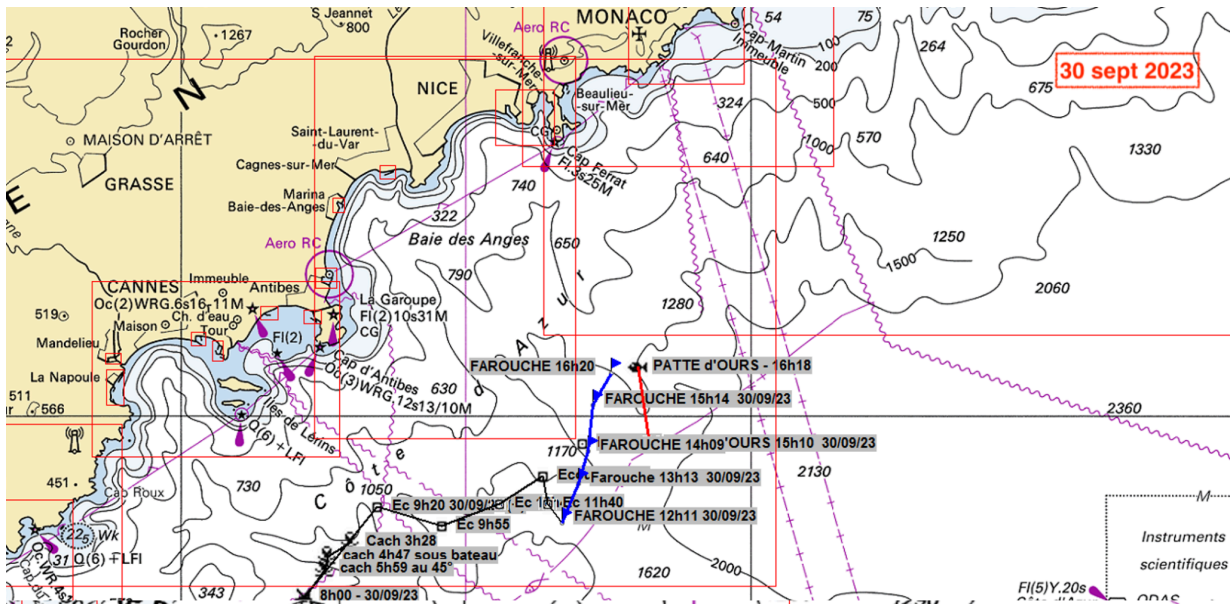 S Jeannet
800
Rocher
Gourdon
1267
Aero RC
MONACO
54
75
Cap-Martin
Immeuble
100
200
264
30 sept 2023
675
Villefranche
-sur-Mer
NICE
Beaulieu-
sur-Mer
324
500
570
1000
1330
N
MAISON D'ARRÊT
Saint-Laurent-
du-Var
CG
Cap Ferrat
Fl.3s25M
640
GRASSE
Cagnes-sur-Mer
740
E
Marina
Baie-des-Anges
322
Baie des Anges
650
1250
Aero RC
790
1500
2060
Immeuble
Antibes
CANNES
Oc(2)WRG.6s16-11M
La Garoupe
Fl(2)10s31M
CG
1280
519
Maison
Ch. d'eau
Tour
Mandelieu
Fl(2)
Cap d'Antibes
Oc(3)WRG.12s13/10M
630
d'Azur
FAROUCHE 16h20
PATTE d'OURS - 16h18
La Napoule
511
566
FAROUCHE 15h14 30/09/23
2360
Iles de Lérins
Q(6)+LFl
FAROUCHE 14h09
'OURS 15h10 30/09/23
1170
451
730
Côte
1050
Farouche 13h13 30/09/23
2130
Cap Roux
Ec 9h20 30/09/23
Ec 11h40
Ec 9h55
FAROUCHE 12h11 30/09/23
M
M
22 Wk
Cach 3h28
cach 4h47 sous bateau
cach 5h59 au 45°
31 Q(6)+LFl
Oc.WR.4s
343
8h00 - 30/09/23
1620
2000
Instruments
scientifiques
Fl(5)Y.20s
ODAS